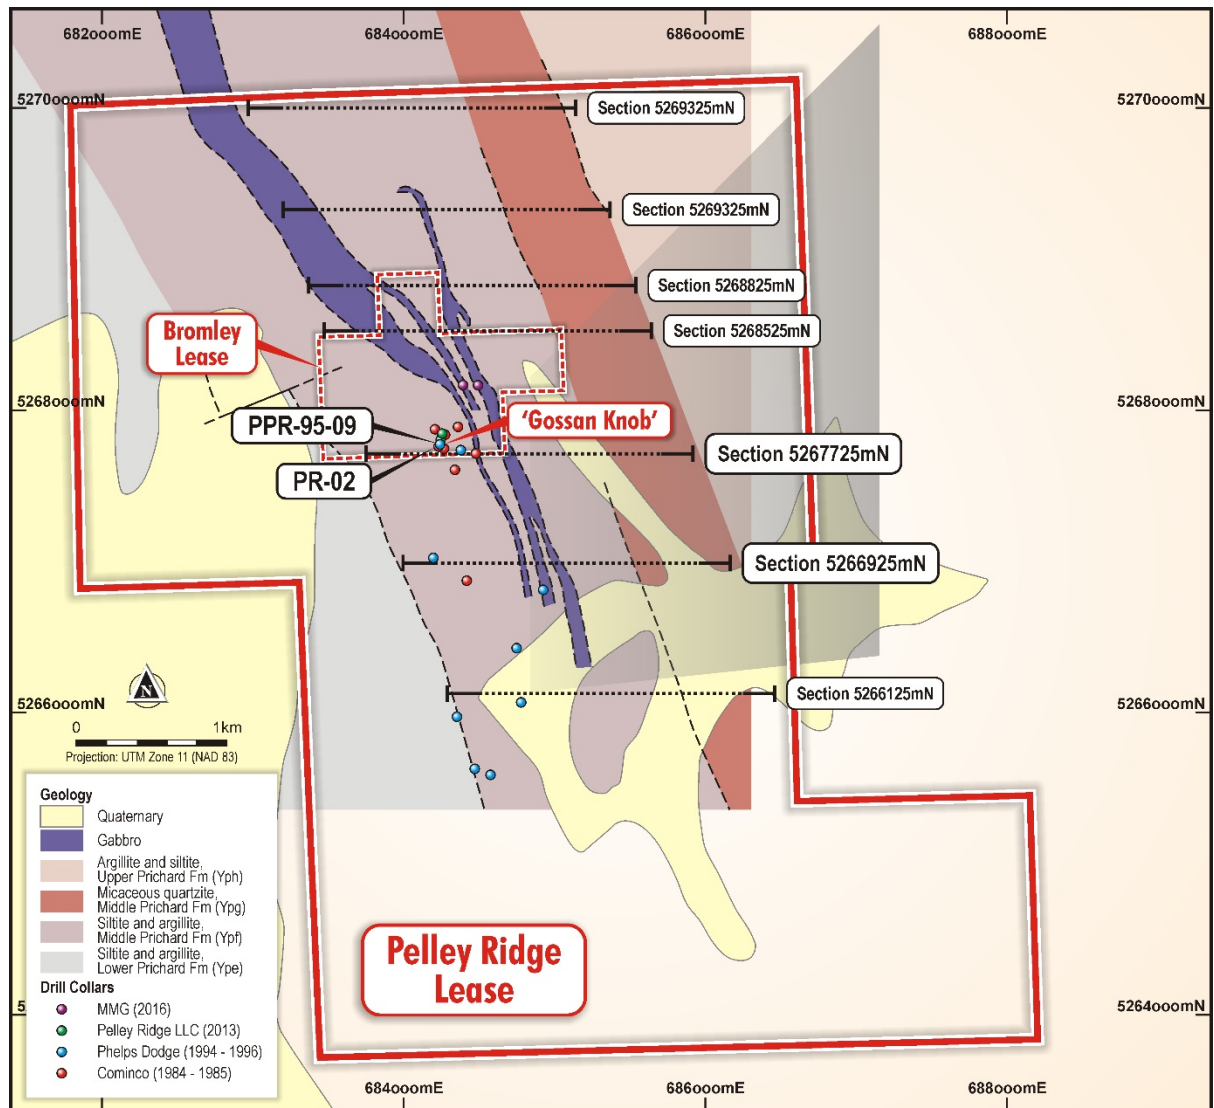 682000mE
684000mE
686000mE
688000mE
5270000mN
5270000mN
Section 5269325mN
Section 5269325mN
Section 5268825mN
Section 5268525mN
Bromley
Lease
5268000mN
5268000mN
PPR-95-09
'Gossan Knob'
Section 5267725mN
PR-02
Section 5266925mN
Section 5266125mN
5266000mN
5266000mN
N
0
1km
Projection: UTM Zone 11 (NAD 83)
Geology
Quaternary
Gabbro
Argillite and siltite,
Upper Prichard Fm (Yph)
Micaceous quartzite,
Middle Prichard Fm (Ypg)
Siltite and argillite,
Middle Prichard Fm (Ypf)
Siltite and argillite,
Lower Prichard Fm (Ype)
Drill Collars
MMG (2016)
Pelley Ridge LLC (2013)
Phelps Dodge (1994 - 1996)
Cominco (1984 - 1985)
Pelley Ridge
Lease
5
5264000mN
684000mE
686000mE
688000mE